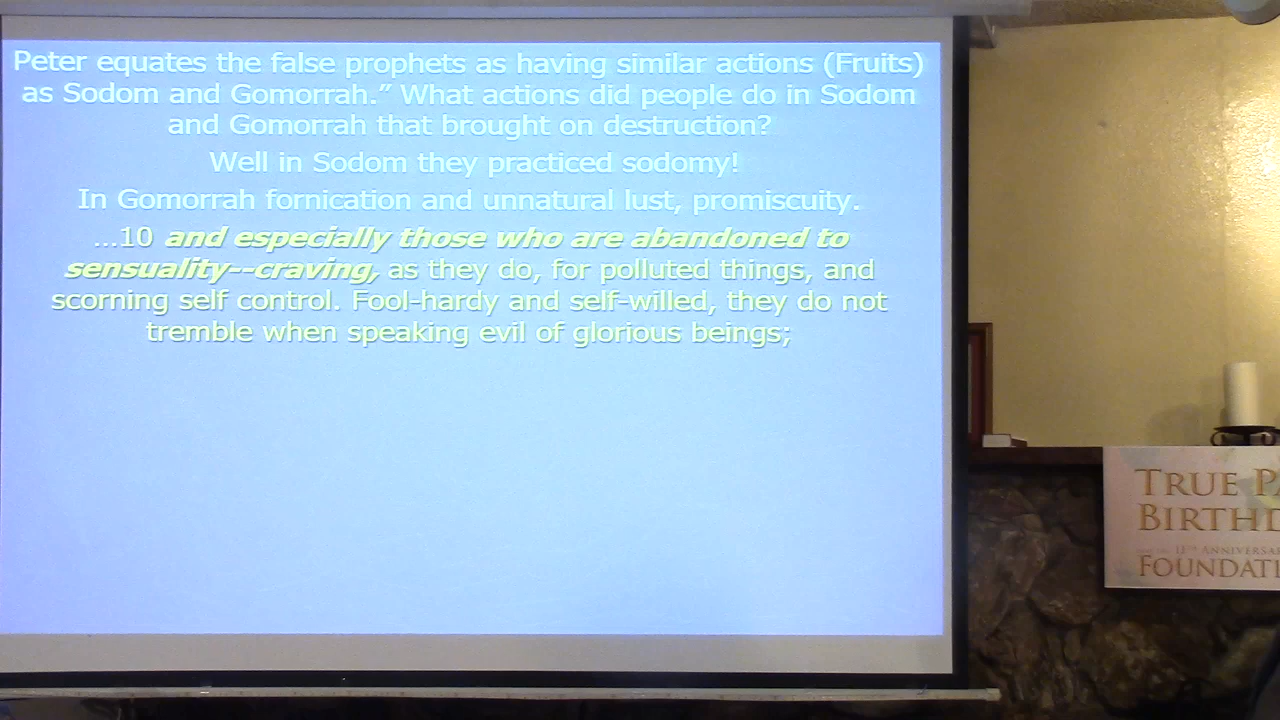 Peter equates the false prophets as having similar actions (Fruits)
as Sodom and Gomorrah.” What actions did people do in Sodom
and Gomorrah that brought on destruction?
Well in Sodom they practiced sodomy!
In Gomorrah fornication and unnatural lust, promiscuity.
...10 and especially those who are abandoned to
sensuality--craving, as they do, for polluted things, and
scorning self control. Fool-hardy and self-willed, they do not
tremble when speaking evil of glorious beings;
TRUE
BIRTH
11TH ANNIVERSA
FOUNDATI